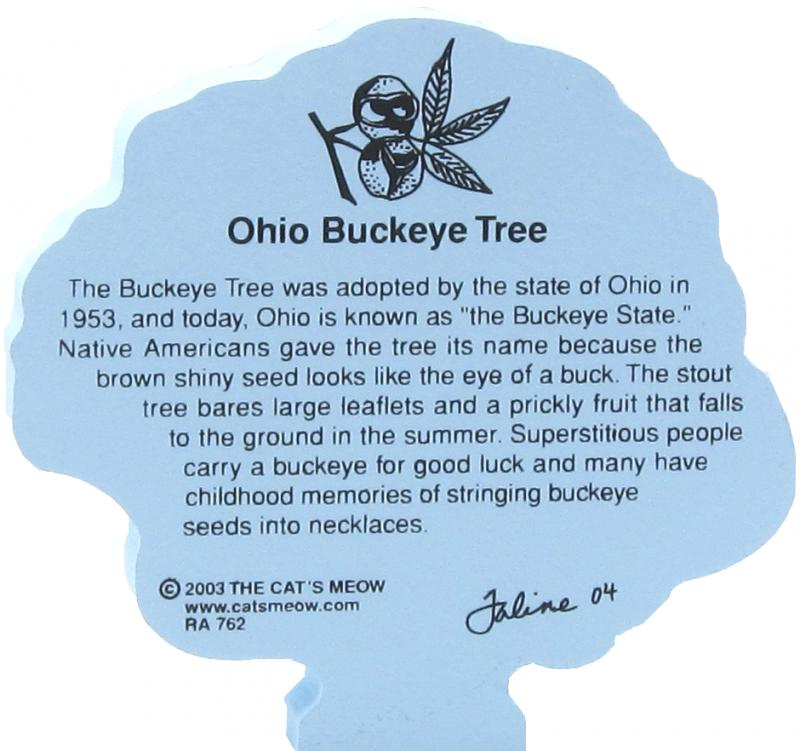 Ohio Buckeye Tree
The Buckeye Tree was adopted by the state of Ohio in
1953, and today, Ohio is known as "the Buckeye State."
Native Americans gave the tree its name because the
brown shiny seed looks like the eye of a buck. The stout
tree bares large leaflets and a prickly fruit that falls
to the ground in the summer. Superstitious people
carry a buckeye for good luck and many have
childhood memories of stringing buckeye
seeds into necklaces.
© 2003 THE CAT'S MEOW
www.catsmeow.com
RA 762
Faline 04